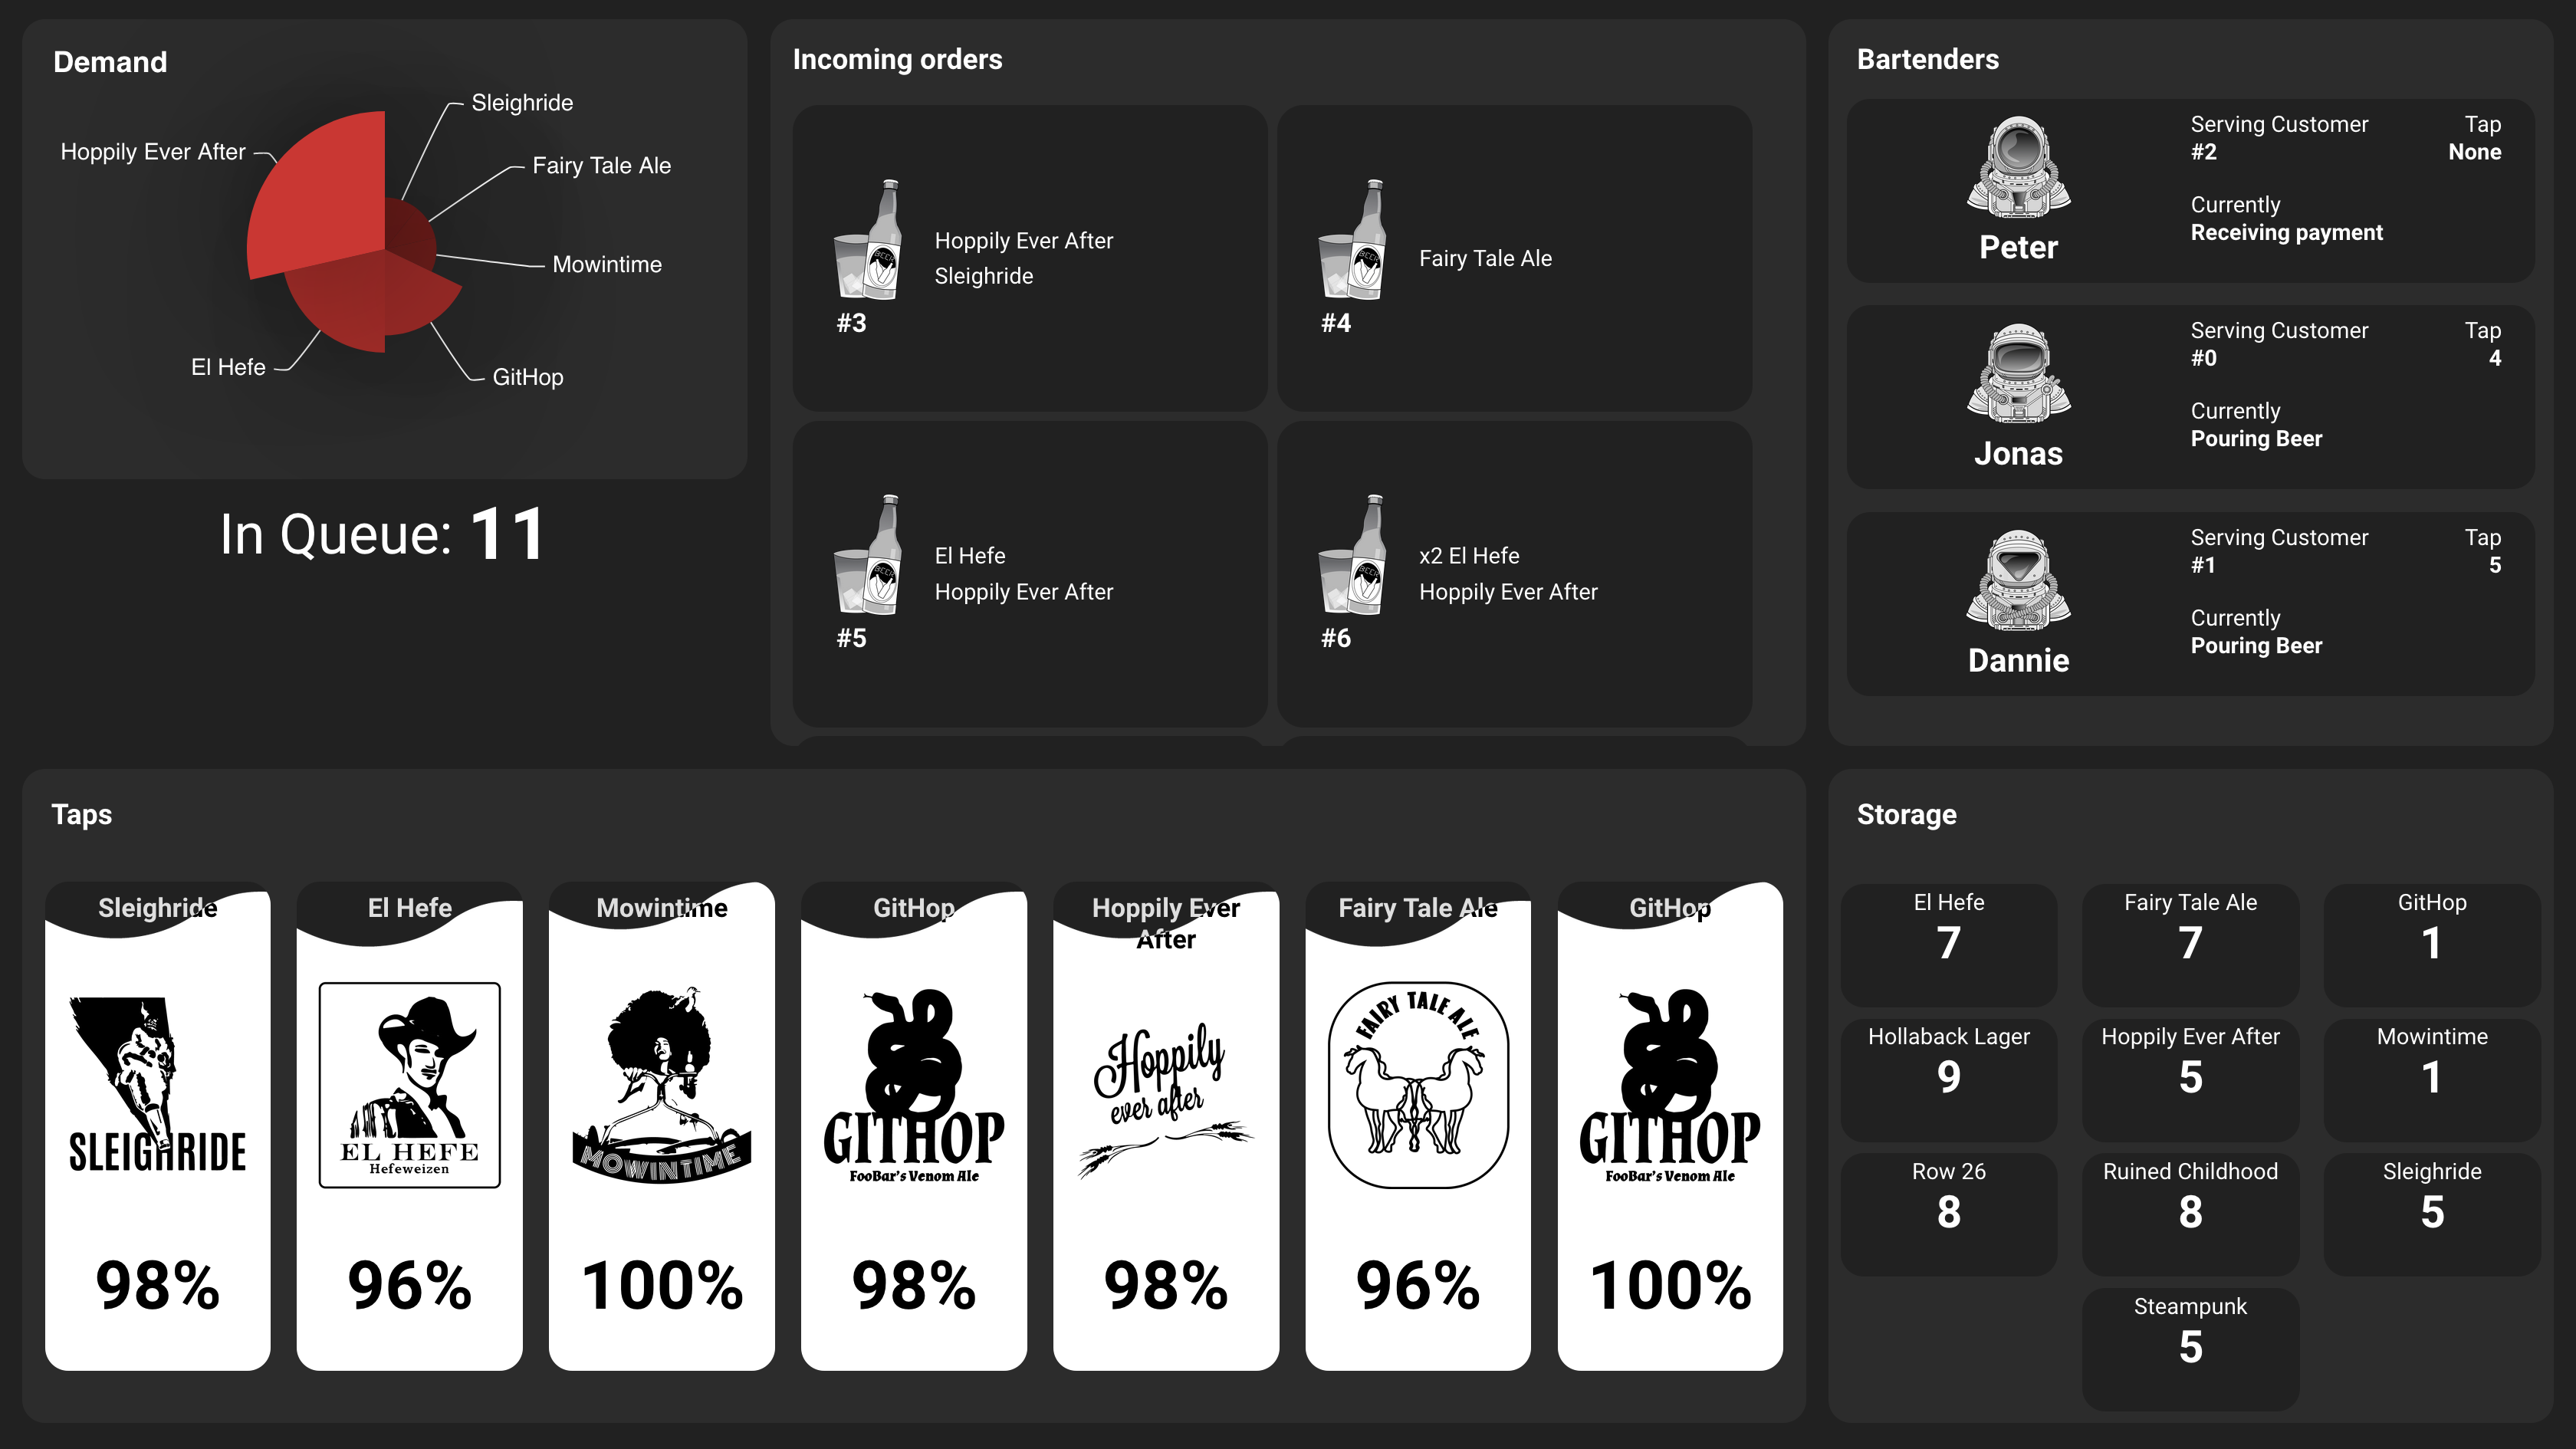 Demand
Sleighride
Hoppily Ever After
Fairy Tale Ale
Mowintime
El Hefe
GitHop
In Queue: 11
Incoming orders
Hoppily Ever After
Sleighride
#3
Fairy Tale Ale
#4
El Hefe
Hoppily Ever After
#5
x2 El Hefe
Hoppily Ever After
#6
Bartenders
Serving Customer
#2
Tap
None
Currently
Receiving payment
Peter
Serving Customer
#0
Tap
4
Currently
Pouring Beer
Jonas
Serving Customer
#1
Tap
5
Currently
Pouring Beer
Dannie
Taps
Sleighride
SLEIGHRIDE
98%
El Hefe
EL HEFE
Hefeweizen
96%
Mowintime
MOWINTIME
100%
GitHop
GITHOP
FooBar's Venom Ale
98%
Hoppily Ever
After
Hoppily
ever after
98%
Fairy Tale Ale
FAIRY TALE ALE
96%
GitHop
GITHOP
FooBar's Venom Ale
100%
Storage
El Hefe
7
Fairy Tale Ale
7
GitHop
1
Hollaback Lager
9
Hoppily Ever After
5
Mowintime
1
Row 26
8
Ruined Childhood
8
Sleighride
5
Steampunk
5